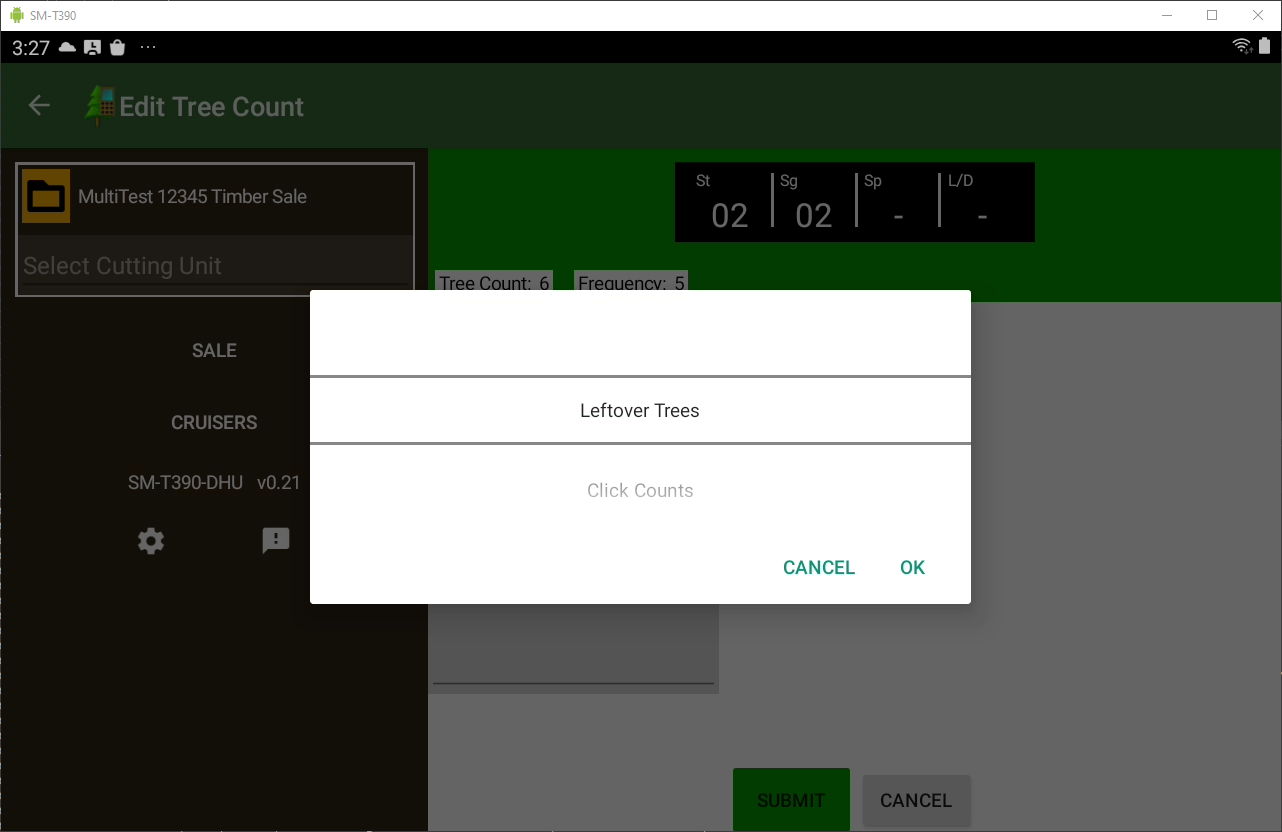 SM-T390
3:27
Edit Tree Count
MultiTest 12345 Timber Sale
Select Cutting Unit
SALE
CRUISERS
SM-T390-DHU v0.21
St Sg Sp L/D
02 02 - -
Tree Count: 6 Frequency: 5
Leftover Trees
Click Counts
CANCEL OK
SUBMIT CANCEL